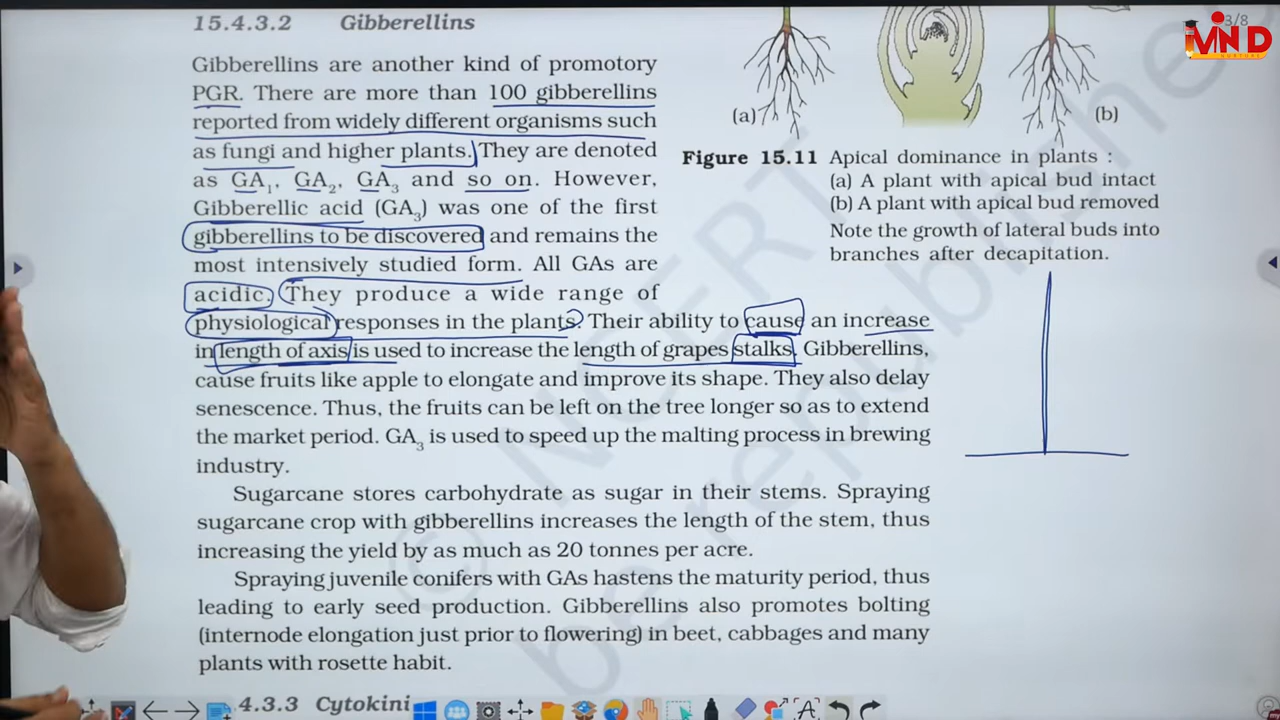 15.4.3.2 Gibberellins
Gibberellins are another kind of promotory
PGR. There are more than 100 gibberellins
reported from widely different organisms such
as fungi and higher plants. They are denoted
as GA1, GA2, GA3 and so on. However,
Gibberellic acid (GA3) was one of the first
gibberellins to be discovered and remains the
most intensively studied form. All GAs are
acidic. They produce a wide range of
physiological responses in the plants. Their ability to cause an increase
in length of axis is used to increase the length of grapes stalks. Gibberellins,
cause fruits like apple to elongate and improve its shape. They also delay
senescence. Thus, the fruits can be left on the tree longer so as to extend
the market period. GA3 is used to speed up the malting process in brewing
industry.
Sugarcane stores carbohydrate as sugar in their stems. Spraying
sugarcane crop with gibberellins increases the length of the stem, thus
increasing the yield by as much as 20 tonnes per acre.
Spraying juvenile conifers with GAs hastens the maturity period, thus
leading to early seed production. Gibberellins also promotes bolting
(internode elongation just prior to flowering) in beet, cabbages and many
plants with rosette habit.
4.3.3 Cytokini
(a)
(b)
Figure 15.11 Apical dominance in plants :
(a) A plant with apical bud intact
(b) A plant with apical bud removed
Note the growth of lateral buds into
branches after decapitation.
3/8
MIND
© NCERT
be republished